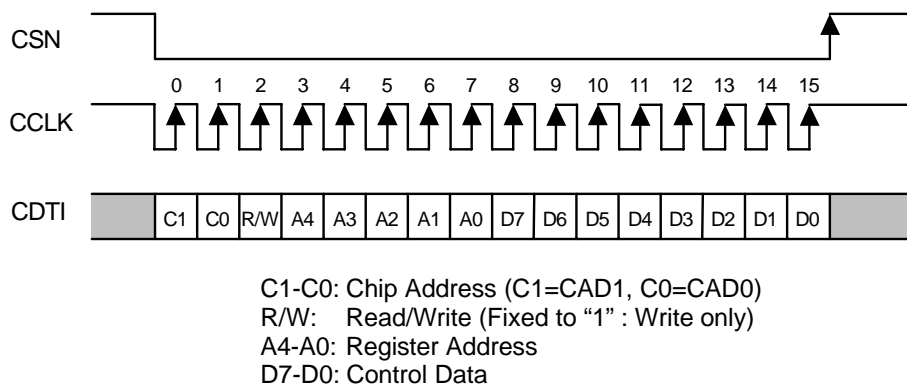 CSN
0 1 2 3 4 5 6 7 8 9 10 11 12 13 14 15
CCLK
CDTI C1 C0 R/W A4 A3 A2 A1 A0 D7 D6 D5 D4 D3 D2 D1 D0
C1-C0: Chip Address (C1=CAD1, C0=CAD0)
R/W: Read/Write (Fixed to “1” : Write only)
A4-A0: Register Address
D7-D0: Control Data